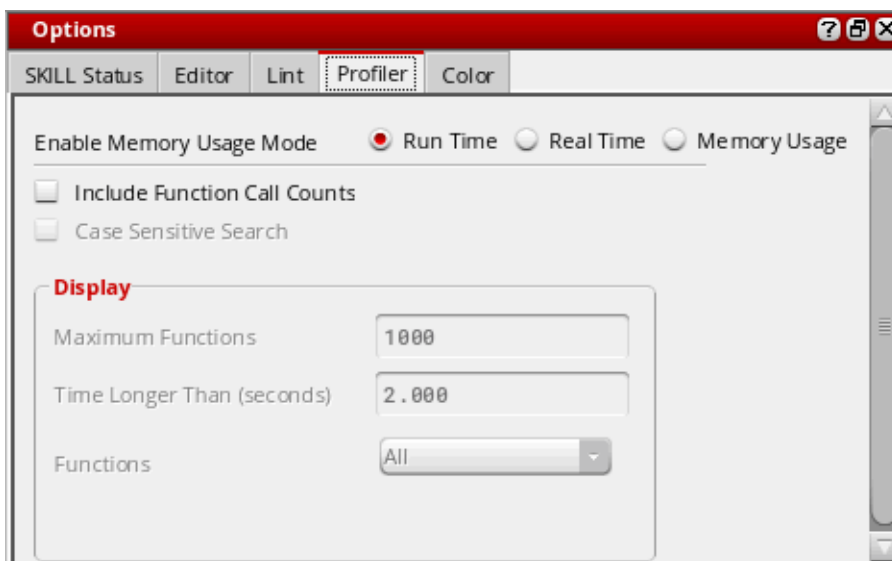 Options
SKILL Status Editor Lint Profiler Color
Enable Memory Usage Mode Run Time Real Time Memory Usage
Include Function Call Counts
Case Sensitive Search
Display
Maximum Functions 1000
Time Longer Than (seconds) 2.000
Functions All